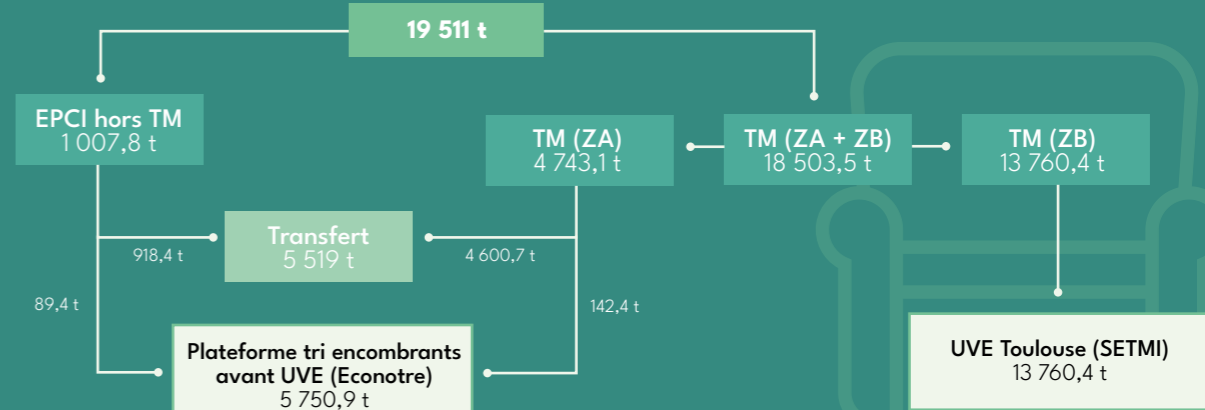 19 511 t
EPCI hors TM
1 007,8 t
TM (ZA)
4 743,1 t
TM (ZA + ZB)
18 503,5 t
TM (ZB)
13 760,4 t
Transfert
5 519 t
918,4 t
4 600,7 t
89,4 t
142,4 t
Plateforme tri encombrants
avant UVE (Econotre)
5 750,9 t
UVE Toulouse (SETMI)
13 760,4 t